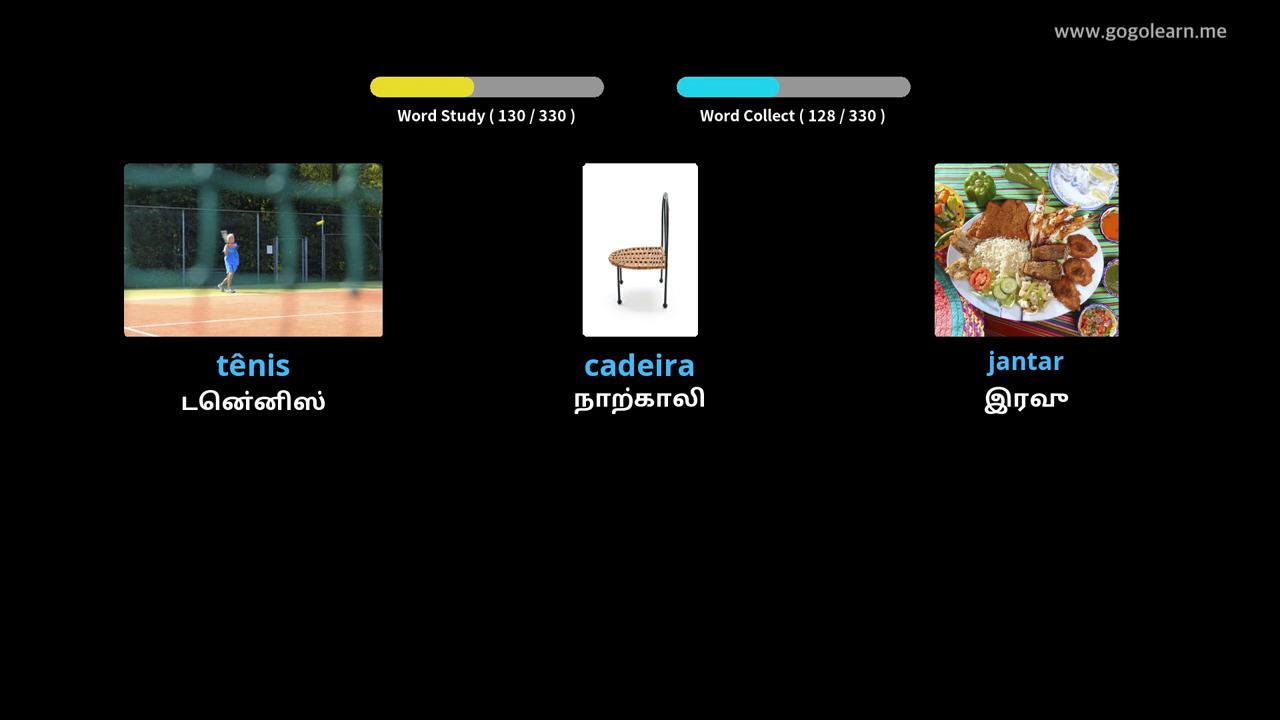 www.gogolearn.me
Word Study ( 130 / 330 )
Word Collect ( 128 / 330 )
tênis
cadeira
jantar
டென்னிஸ்
நாற்காலி
இரவு